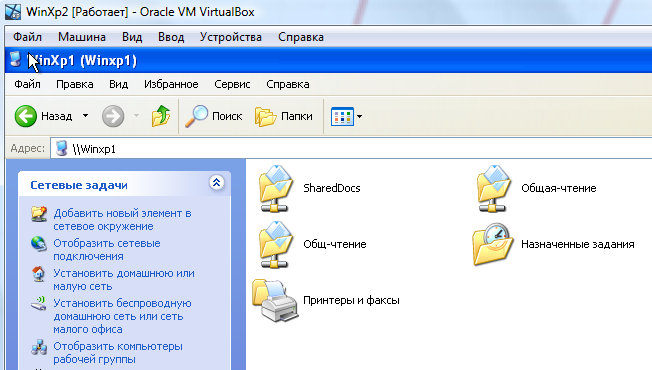 WinXp2 [Работает] - Oracle VM VirtualBox
Файл Машина Вид Ввод Устройства Справка
WinXp1 (Winxp1)
Файл Правка Вид Избранное Сервис Справка
Назад Поиск Папки
Адрес: \\Winxp1
Сетевые задачи
Добавить новый элемент в
сетевое окружение
Отобразить сетевые
подключения
Установить домашнюю или
малую сеть
Установить беспроводную
домашнюю сеть или сеть
малого офиса
Отобразить компьютеры
рабочей группы
SharedDocs Общая-чтение
Общ-чтение Назначенные задания
Принтеры и факсы